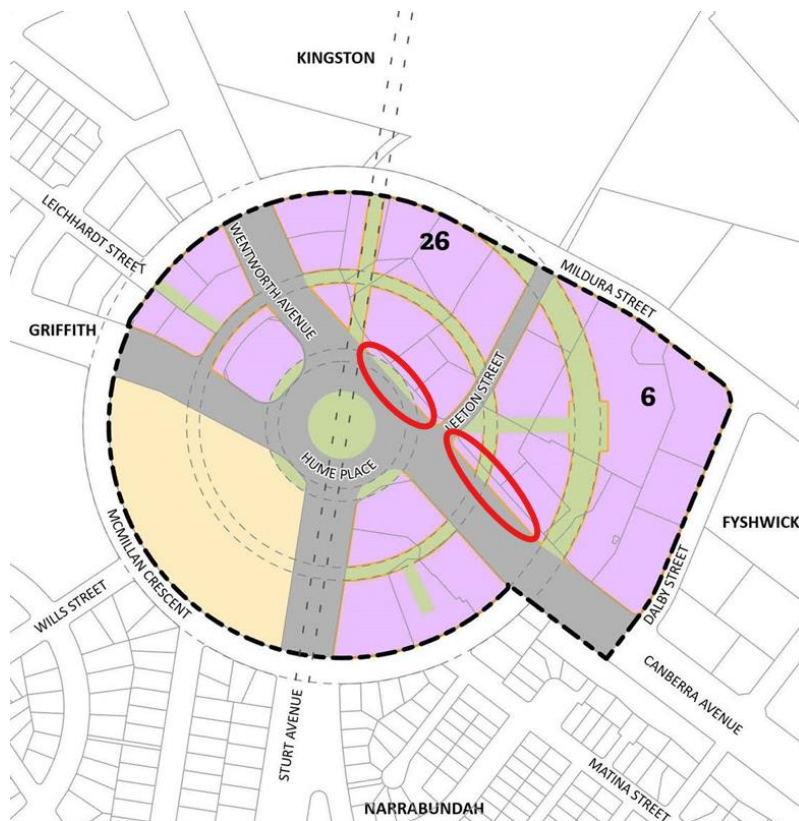 KINGSTON
LEICHHARDT STREET
WENTWORTH AVENUE
26
MILDURA STREET
GRIFFITH
LEETON STREET
6
HUME PLACE
FYSHWICK
MCMILLAN CRESCENT
WILLS STREET
DALBY STREET
CANBERRA AVENUE
STURT AVENUE
MATINA STREET
NARRABUNDAH